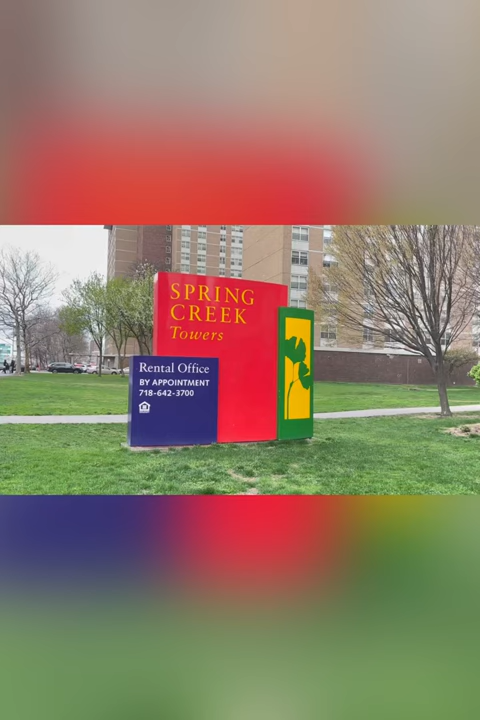 SPRING
CREEK
Towers
Rental Office
BY APPOINTMENT
718-642-3700